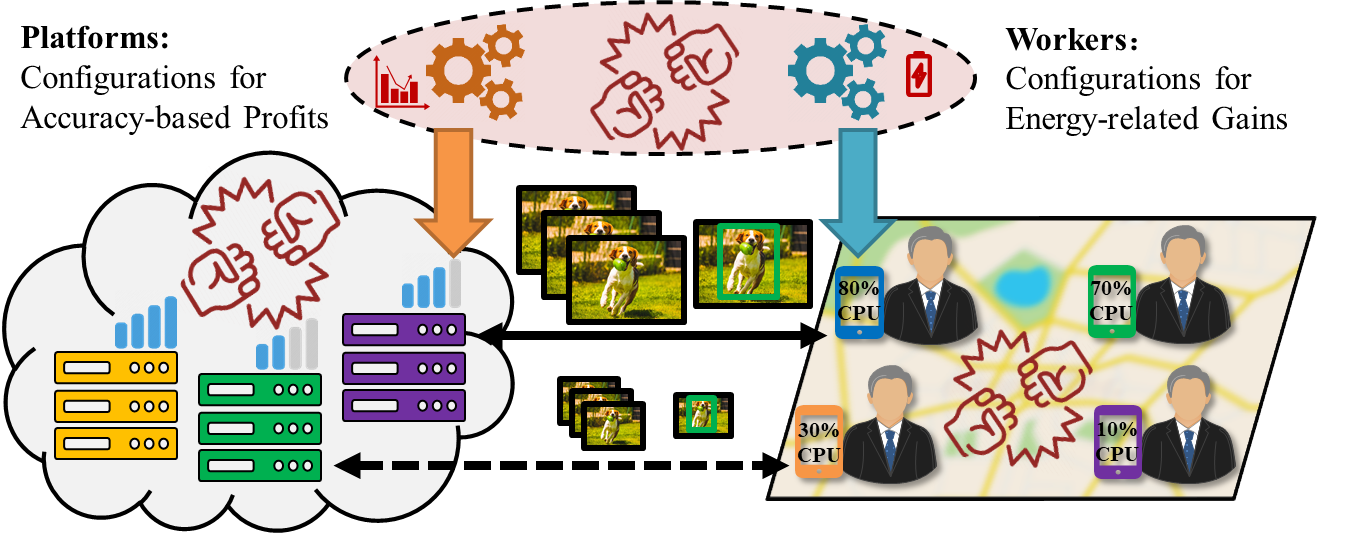 Platforms:
Configurations for
Accuracy-based Profits
Workers：
Configurations for
Energy-related Gains
80%
CPU
70%
CPU
30%
CPU
10%
CPU